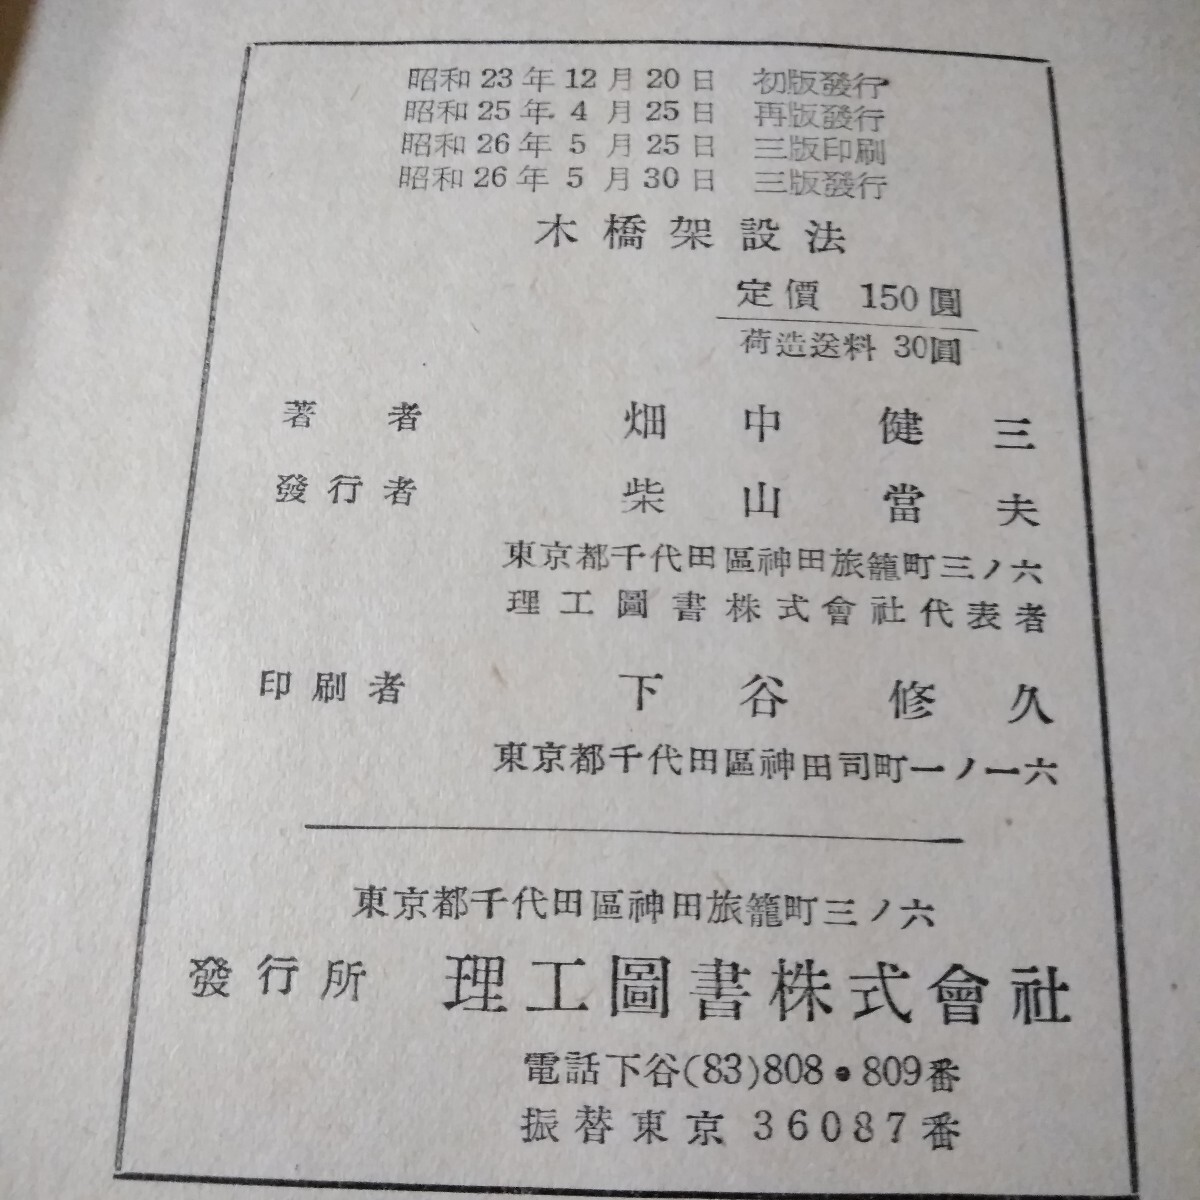 昭和23年12月20日 初版發行
昭和25年 4 月25日 再版發行
昭和26年 5 月25日 三版印刷
昭和26年 5 月30日 三版發行
木橋架設法
定價 150圓
荷造送料 30圓
著者 畑中健三
發行者 柴山當夫
東京都千代田區神田旅籠町三ノ六
理工圖書株式會社代表者
印刷者 下谷修久
東京都千代田區神田司町一ノ一六
東京都千代田區神田旅籠町三ノ六
發行所 理工圖書株式會社
電話下谷(83)808・809番
振替東京 36087番